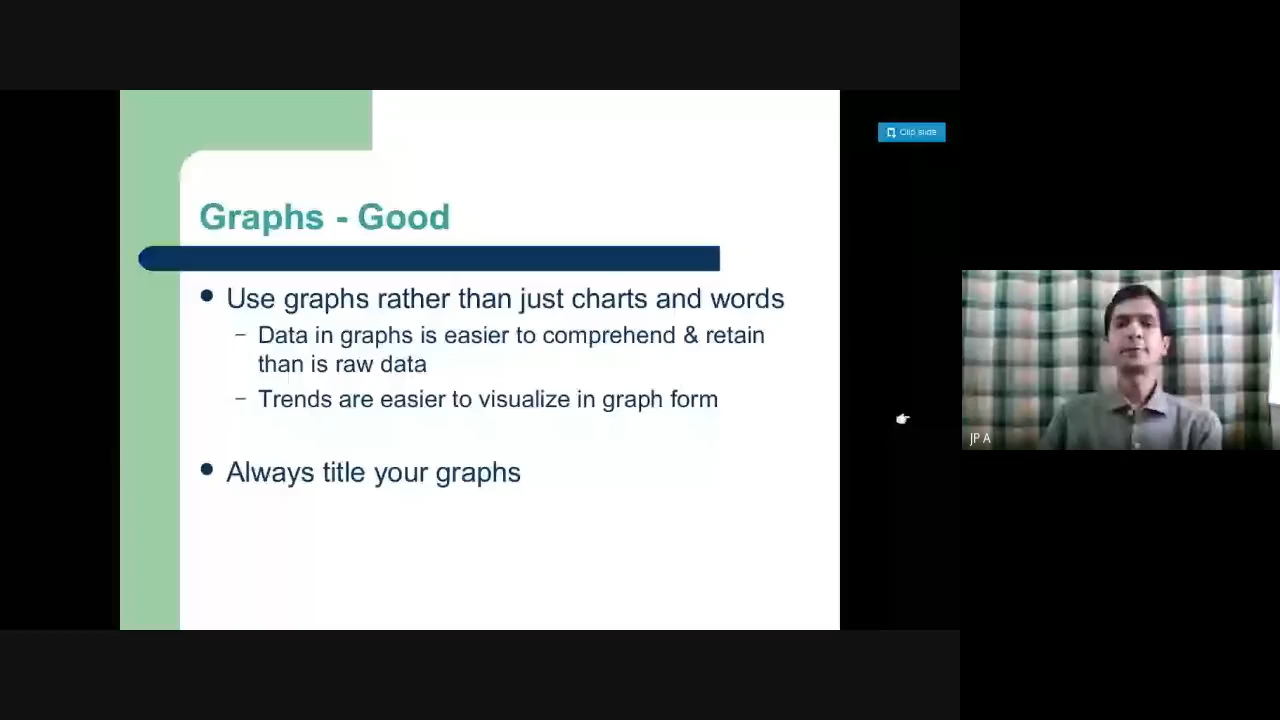 Clip slide
Graphs - Good
Use graphs rather than just charts and words
– Data in graphs is easier to comprehend & retain
than is raw data
– Trends are easier to visualize in graph form
Always title your graphs
JP A